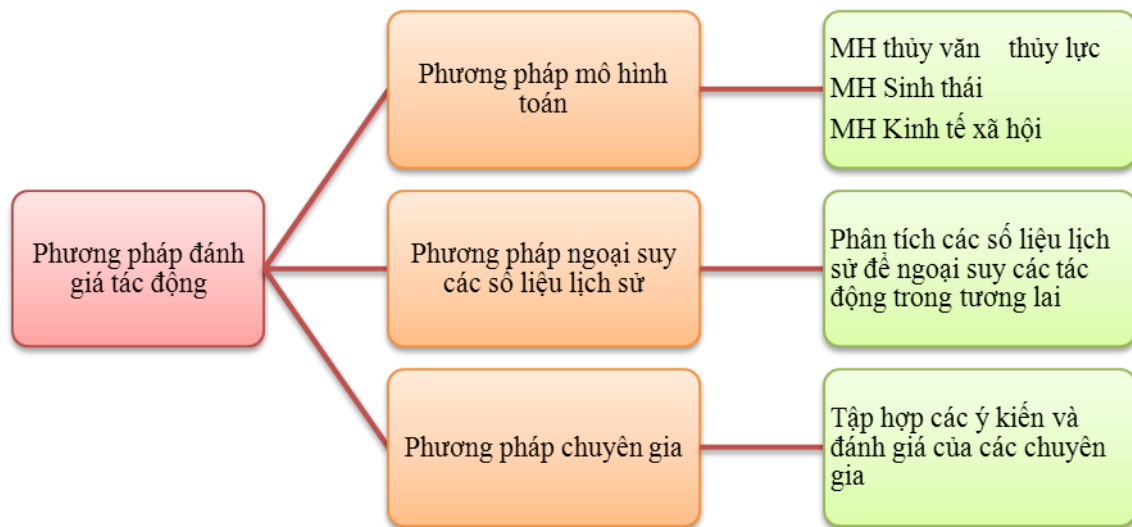 Phương pháp đánh
giá tác động
Phương pháp mô hình
toán
MH thủy văn    thủy lực
MH Sinh thái
MH Kinh tế xã hội
Phương pháp ngoại suy
các số liệu lịch sử
Phân tích các số liệu lịch
sử để ngoại suy các tác
động trong tương lai
Phương pháp chuyên gia
Tập hợp các ý kiến và
đánh giá của các chuyên
gia